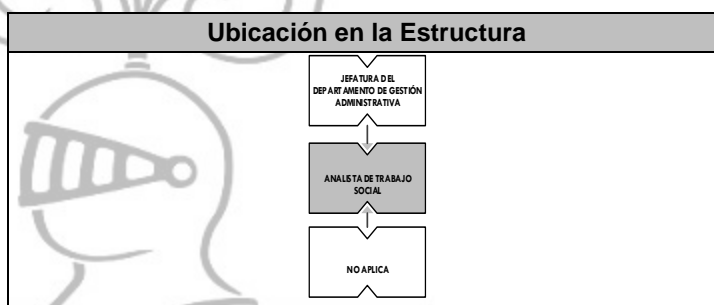 Ubicación en la Estructura
JEFATURA DEL
DEPARTAMENTO DE GESTIÓN
ADMINISTRATIVA
ANALISTA DE TRABAJO
SOCIAL
NO APLICA